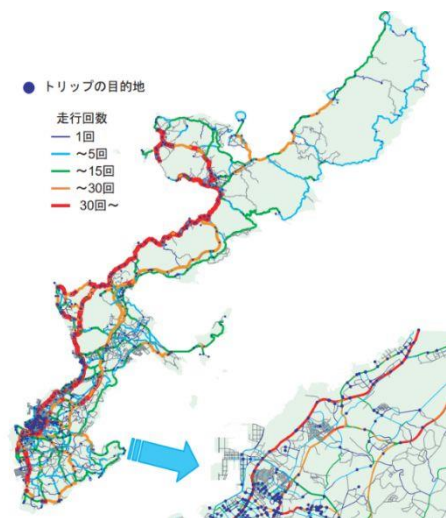 トリップの目的地
走行回数
1回
～5回
～15回
～30回
30回～